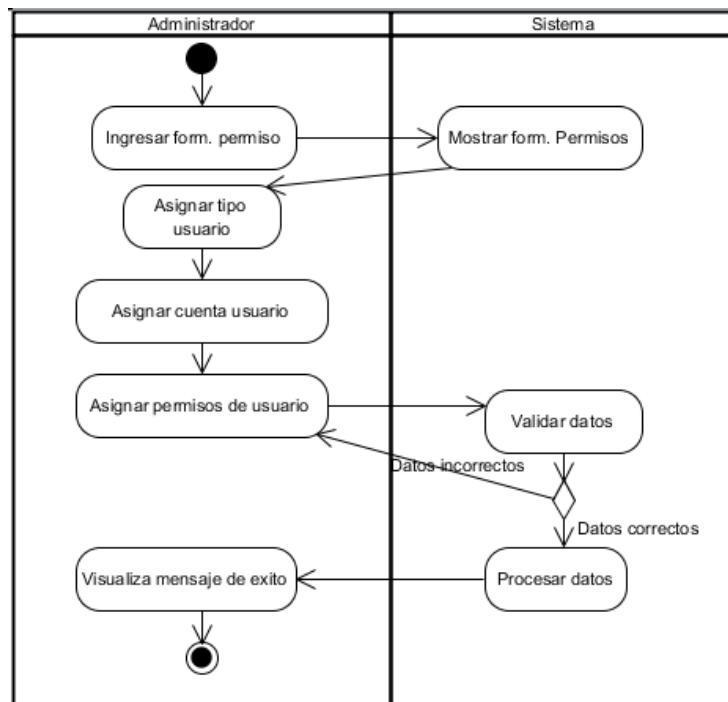 Administrador
Sistema
Ingresar form. permiso
Mostrar form. Permisos
Asignar tipo
usuario
Asignar cuenta usuario
Asignar permisos de usuario
Validar datos
Datos incorrectos
Datos correctos
Visualiza mensaje de exito
Procesar datos